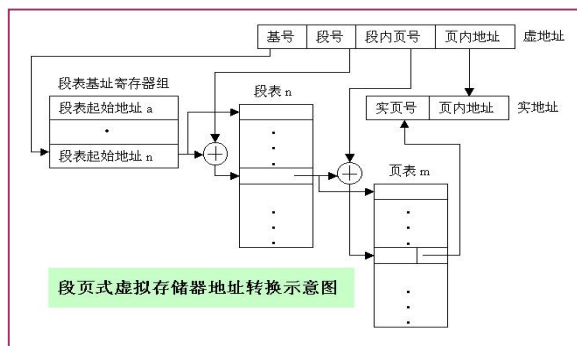 基号 段号 段内页号 页内地址 虚地址
段表基址寄存器组
段表起始地址 a
段表起始地址 n
段表 n
实页号 页内地址 实地址
页表 m
段页式虚拟存储器地址转换示意图